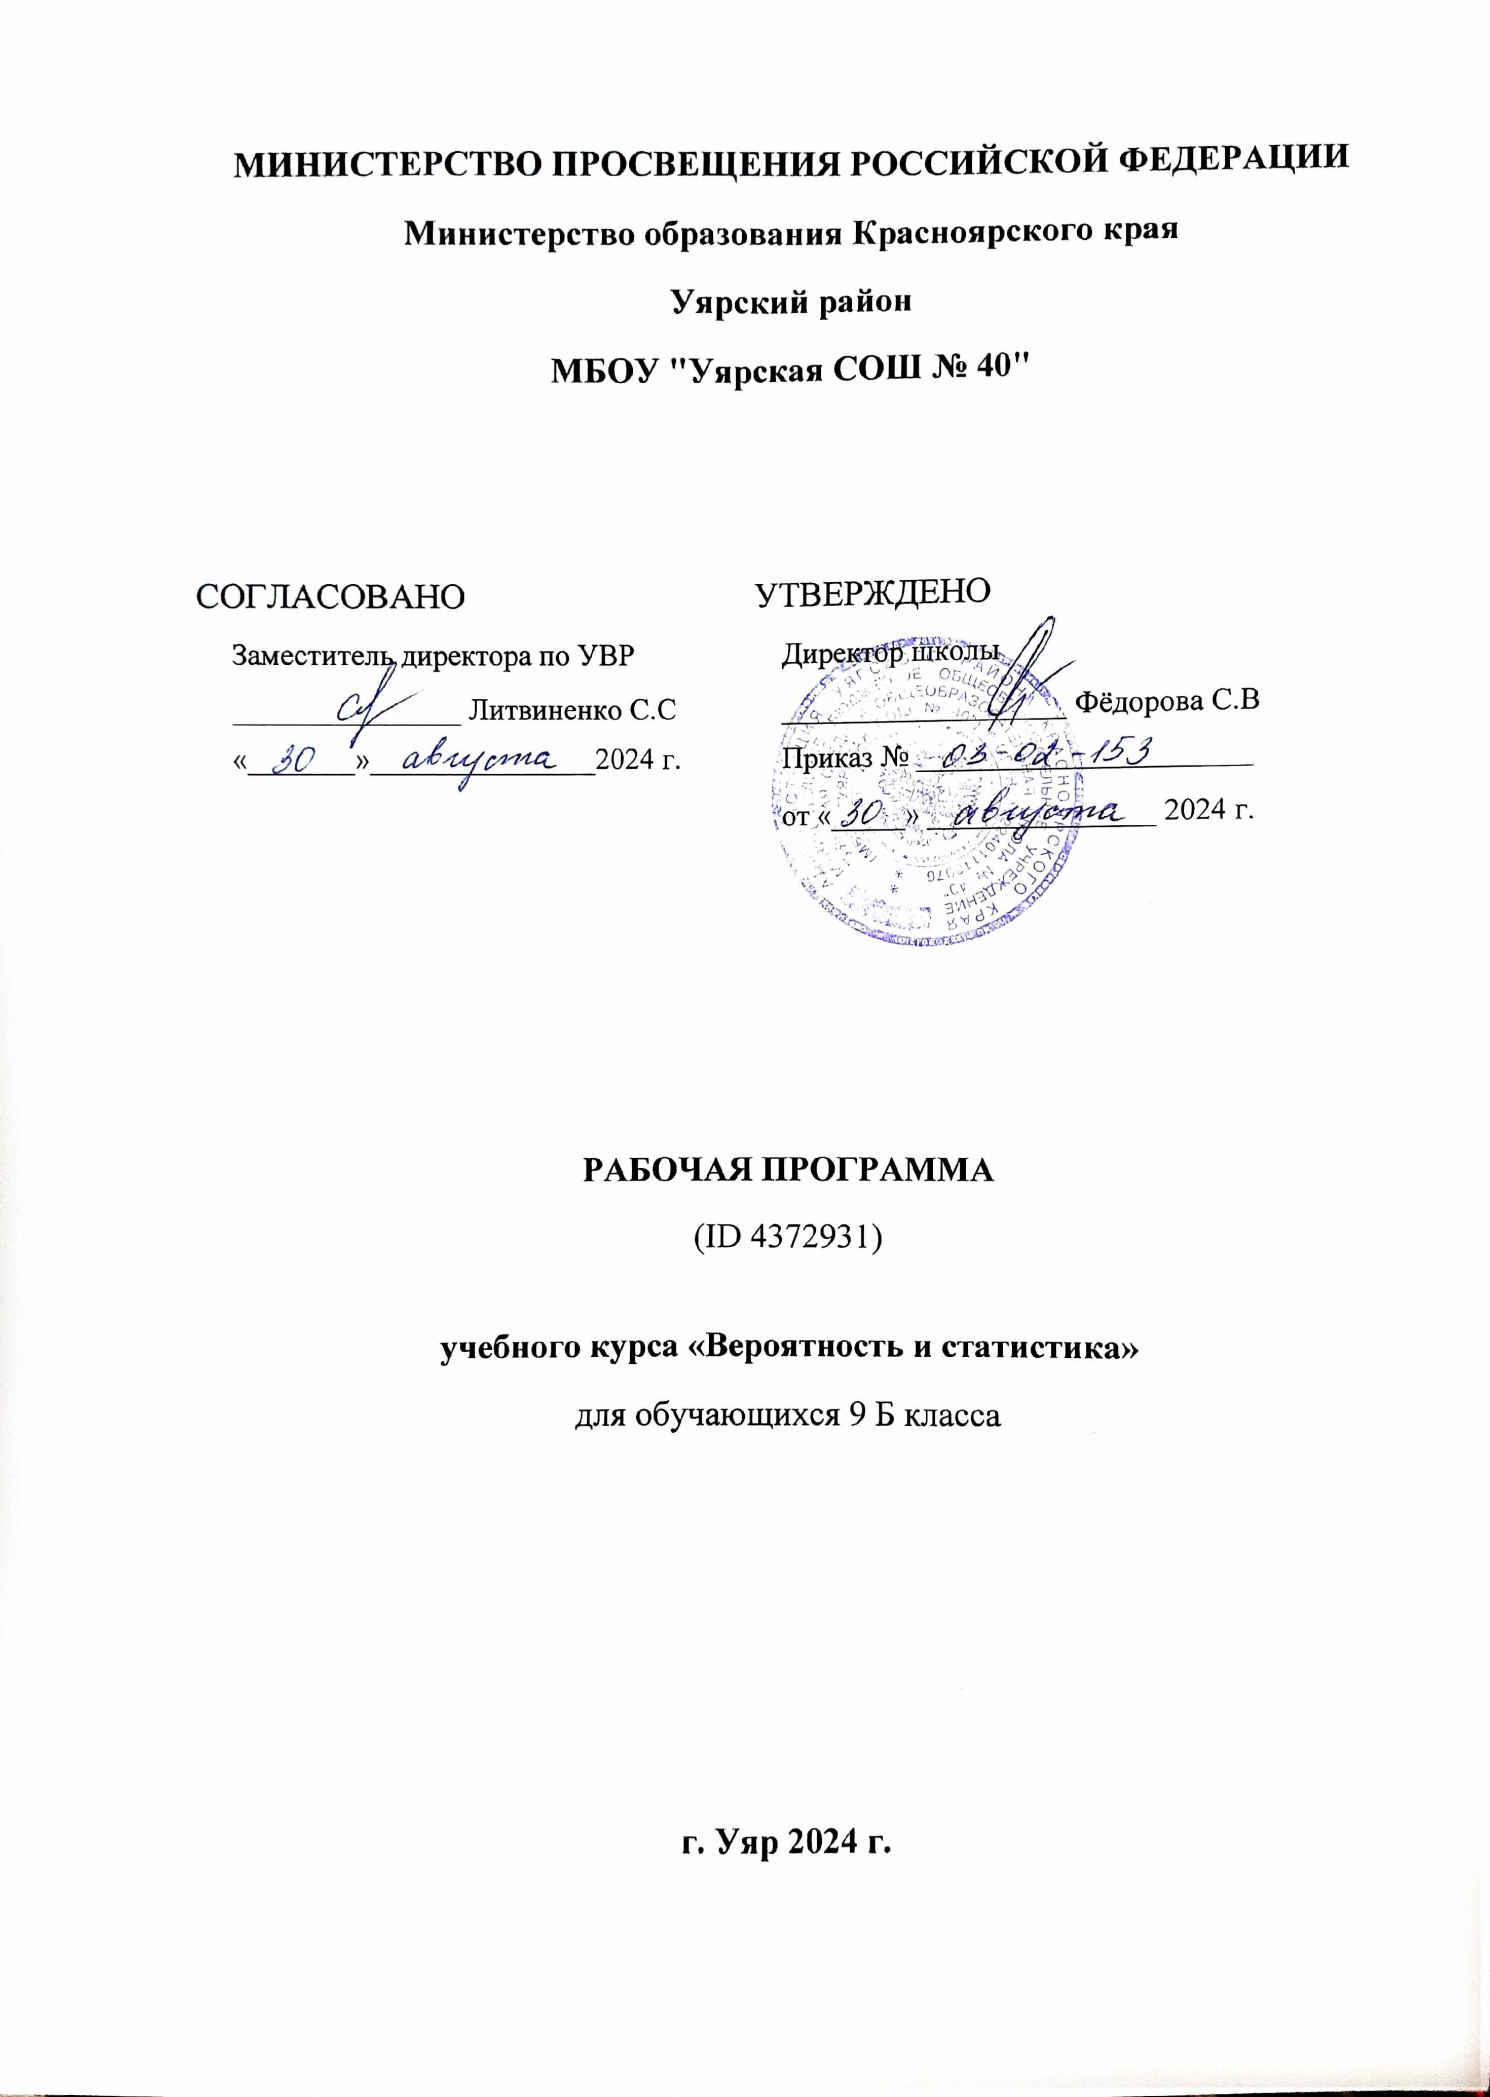 МИНИСТЕРСТВО ПРОСВЕЩЕНИЯ РОССИЙСКОЙ ФЕДЕРАЦИИ
Министерство образования Красноярского края
Уярский район
МБОУ "Уярская СОШ № 40"
СОГЛАСОВАНО
Заместитель директора по УВР
Литвиненко С.С
«30» августа 2024 г.
УТВЕРЖДЕНО
Директор школы
Фёдорова С.В
Приказ № 03-02-153
от «30» августа 2024 г.
РАБОЧАЯ ПРОГРАММА
(ID 4372931)
учебного курса «Вероятность и статистика»
для обучающихся 9 Б класса
г. Уяр 2024 г.